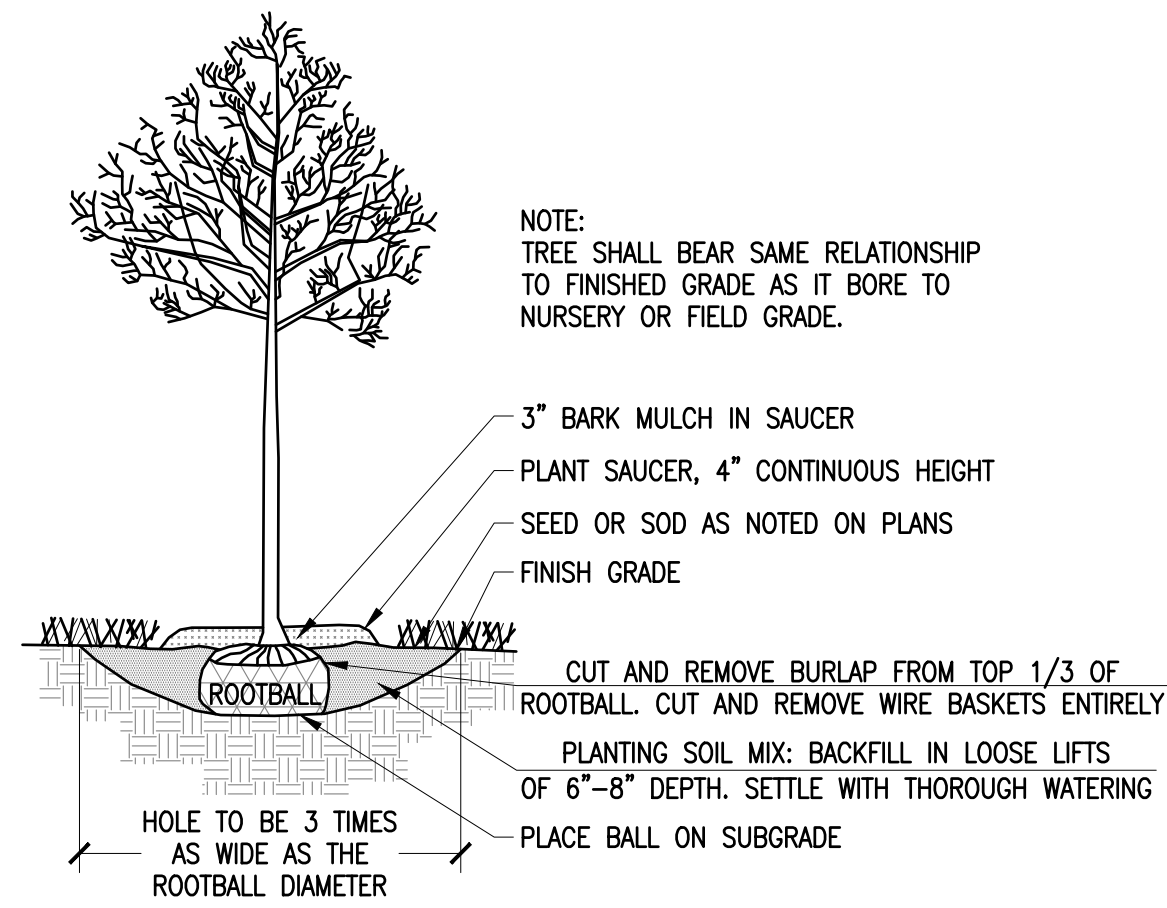 NOTE:
TREE SHALL BEAR SAME RELATIONSHIP
TO FINISHED GRADE AS IT BORE TO
NURSERY OR FIELD GRADE.
3" BARK MULCH IN SAUCER
PLANT SAUCER, 4" CONTINUOUS HEIGHT
SEED OR SOD AS NOTED ON PLANS
FINISH GRADE
CUT AND REMOVE BURLAP FROM TOP 1/3 OF
ROOTBALL. CUT AND REMOVE WIRE BASKETS ENTIRELY
ROOTBALL
PLANTING SOIL MIX: BACKFILL IN LOOSE LIFTS
OF 6"-8" DEPTH. SETTLE WITH THOROUGH WATERING
PLACE BALL ON SUBGRADE
HOLE TO BE 3 TIMES
AS WIDE AS THE
ROOTBALL DIAMETER